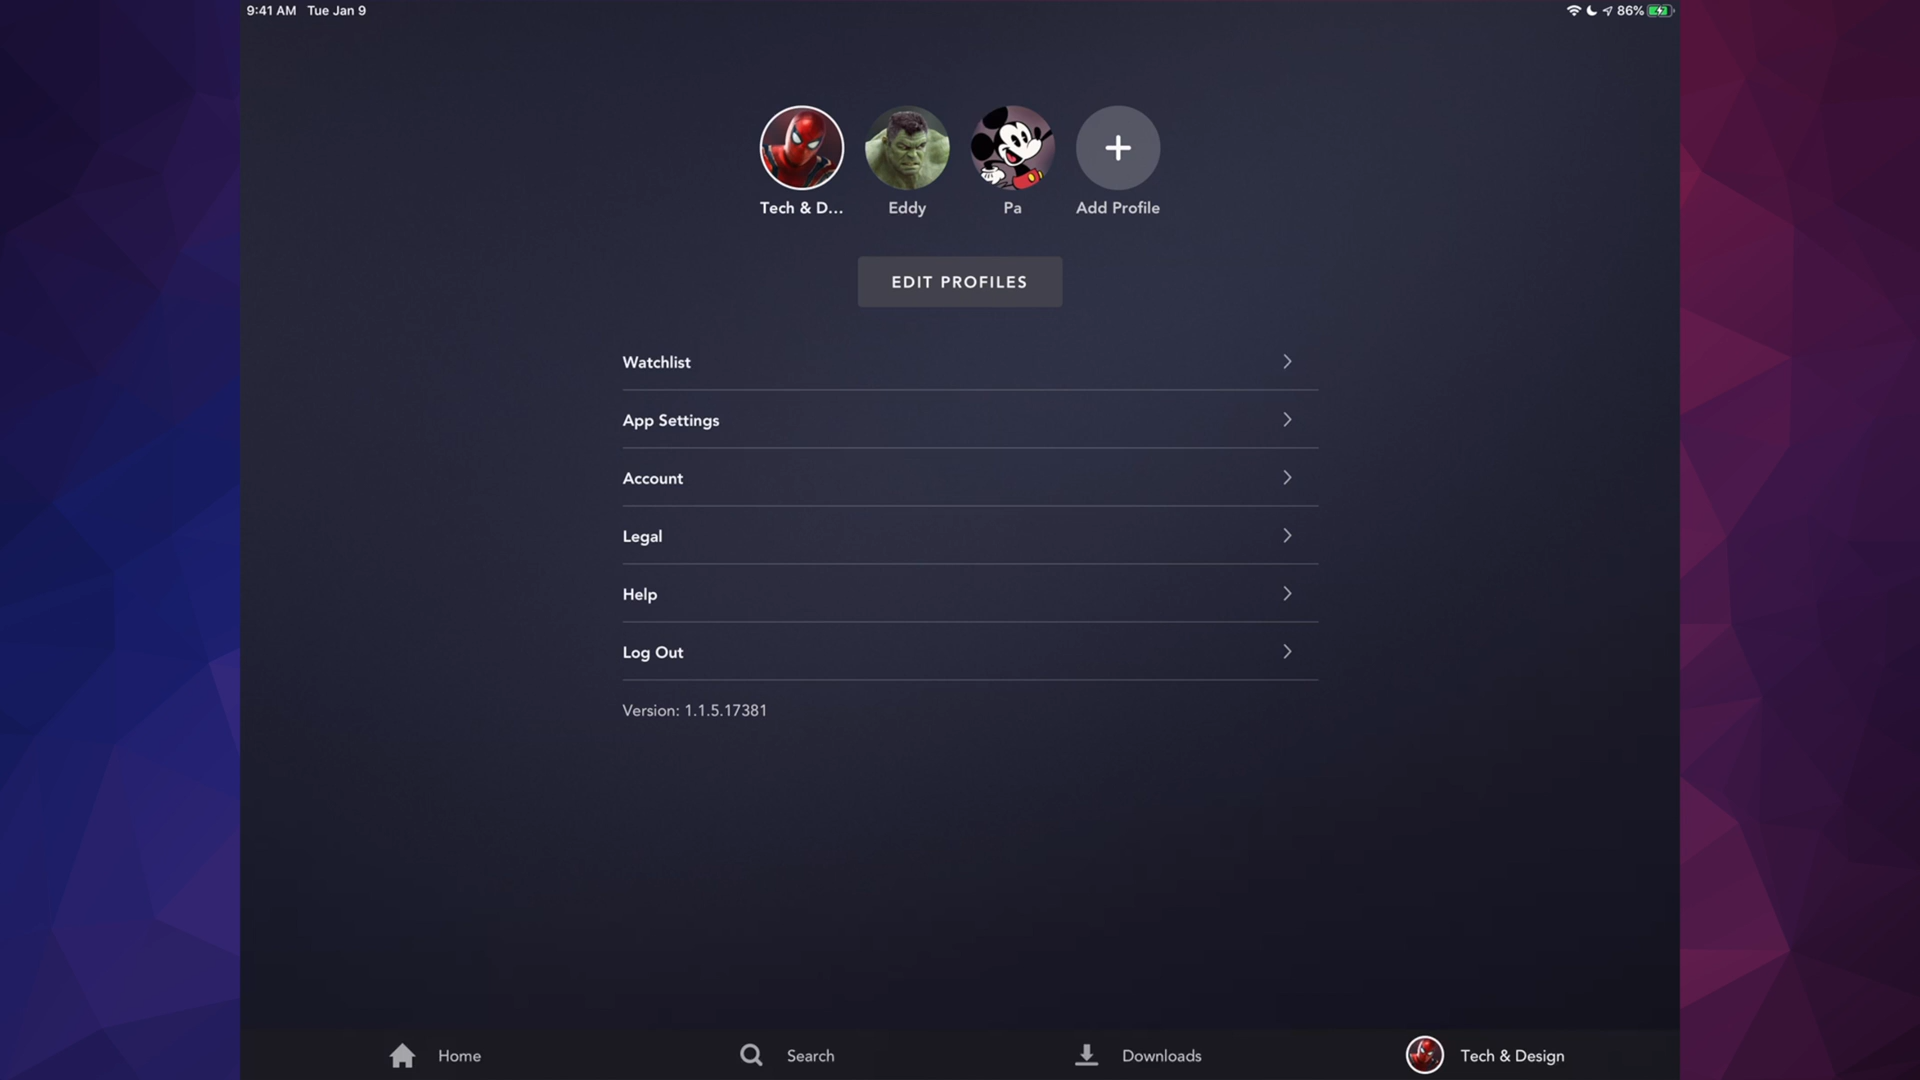 9:41 AM Tue Jan 9
86%
Tech & D... Eddy Pa Add Profile
EDIT PROFILES
Watchlist
App Settings
Account
Legal
Help
Log Out
Version: 1.1.5.17381
Home Search Downloads Tech & Design